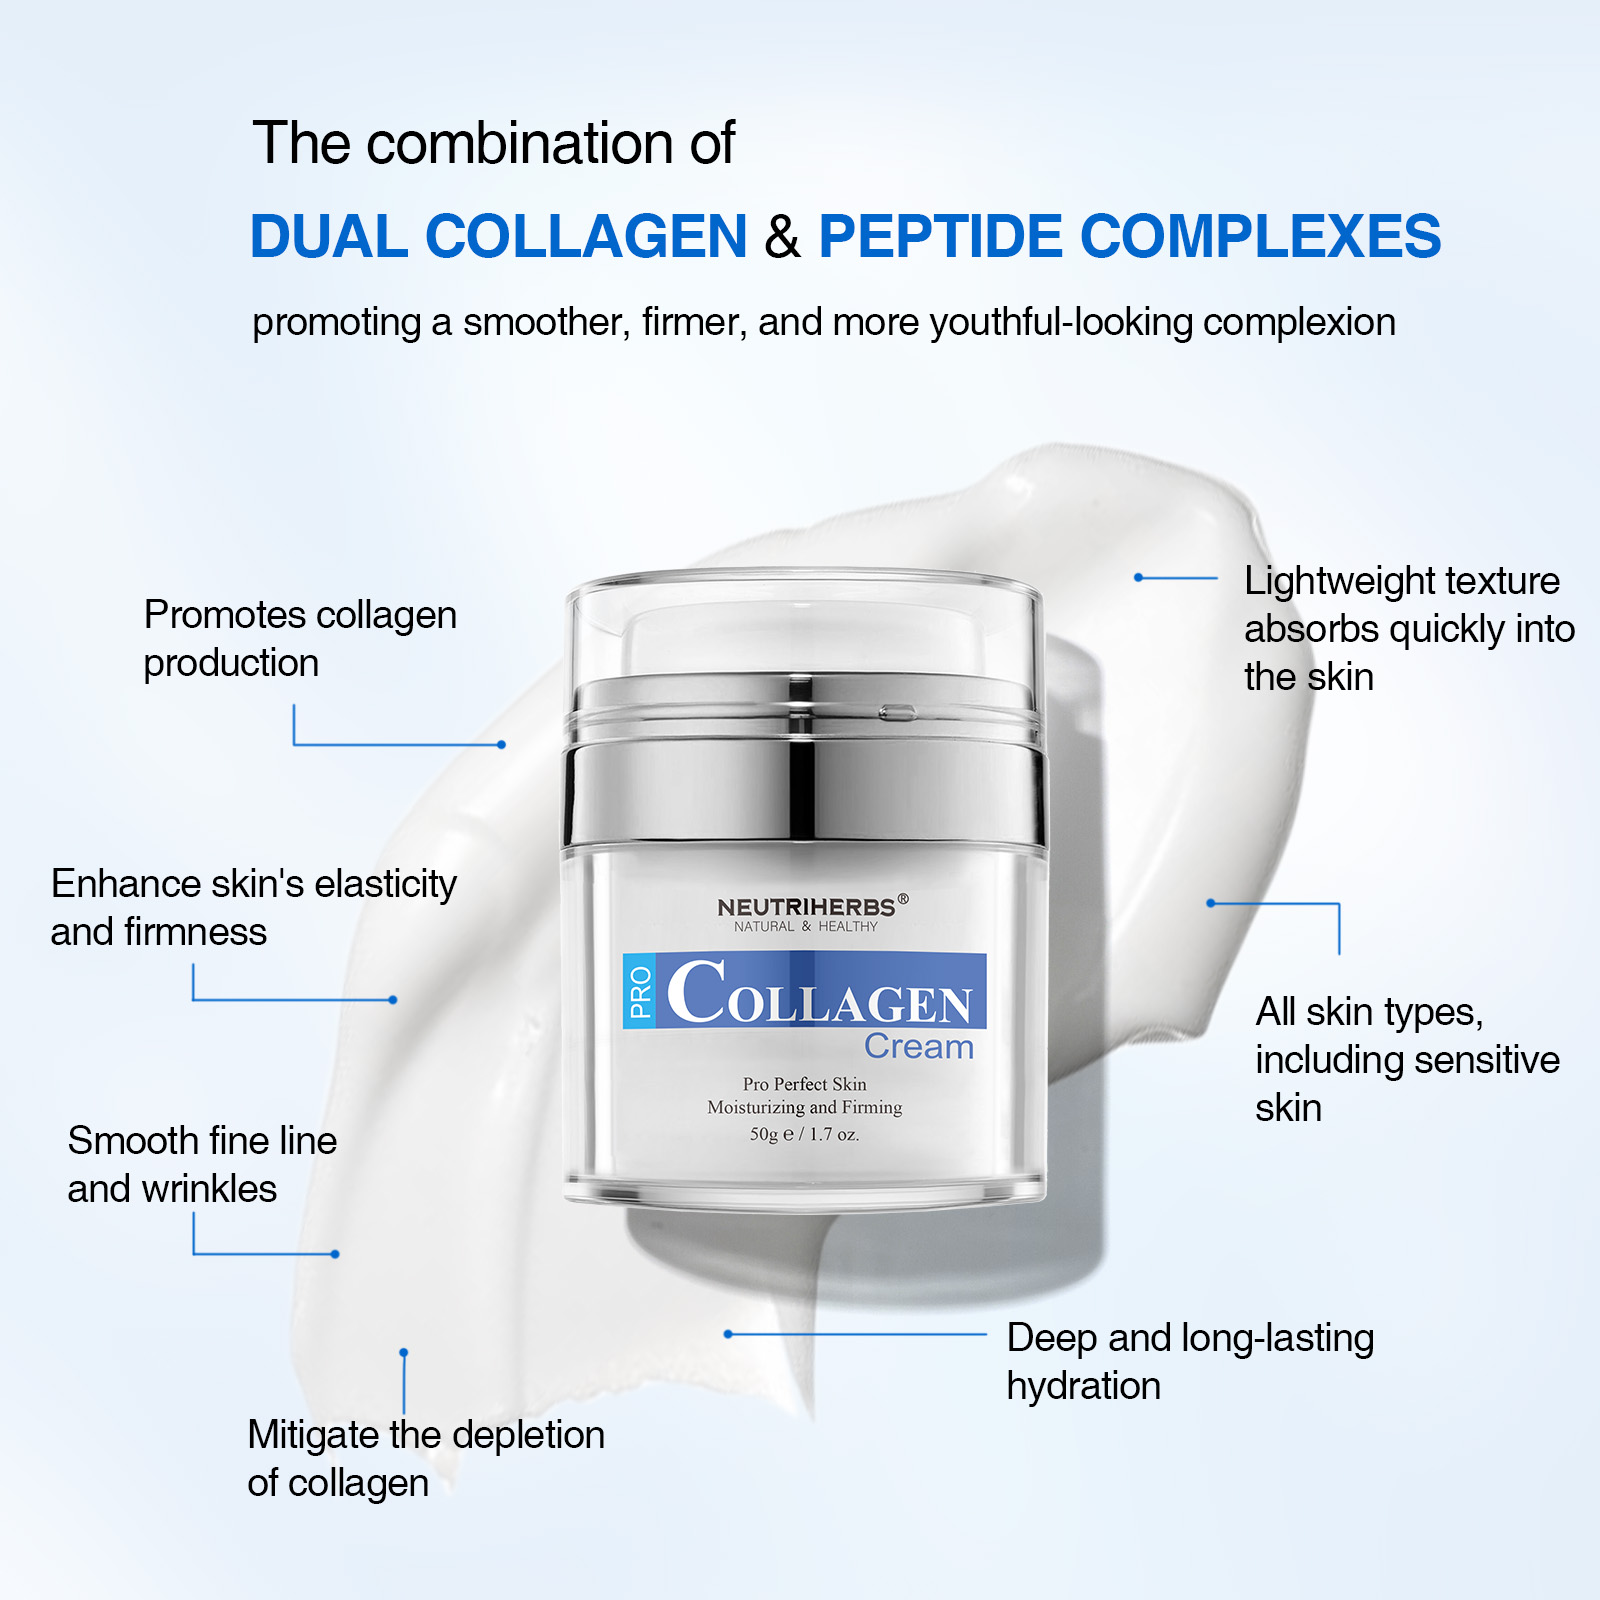 The combination of
DUAL COLLAGEN & PEPTIDE COMPLEXES
promoting a smoother, firmer, and more youthful-looking complexion
Promotes collagen
production
Lightweight texture
absorbs quickly into
the skin
Enhance skin's elasticity
and firmness
NEUTRIHERBS®
NATURAL & HEALTHY
PRO COLLAGEN
Cream
Pro Perfect Skin
Moisturizing and Firming
50g ℮ / 1.7 oz.
All skin types,
including sensitive
skin
Smooth fine line
and wrinkles
Deep and long-lasting
hydration
Mitigate the depletion
of collagen